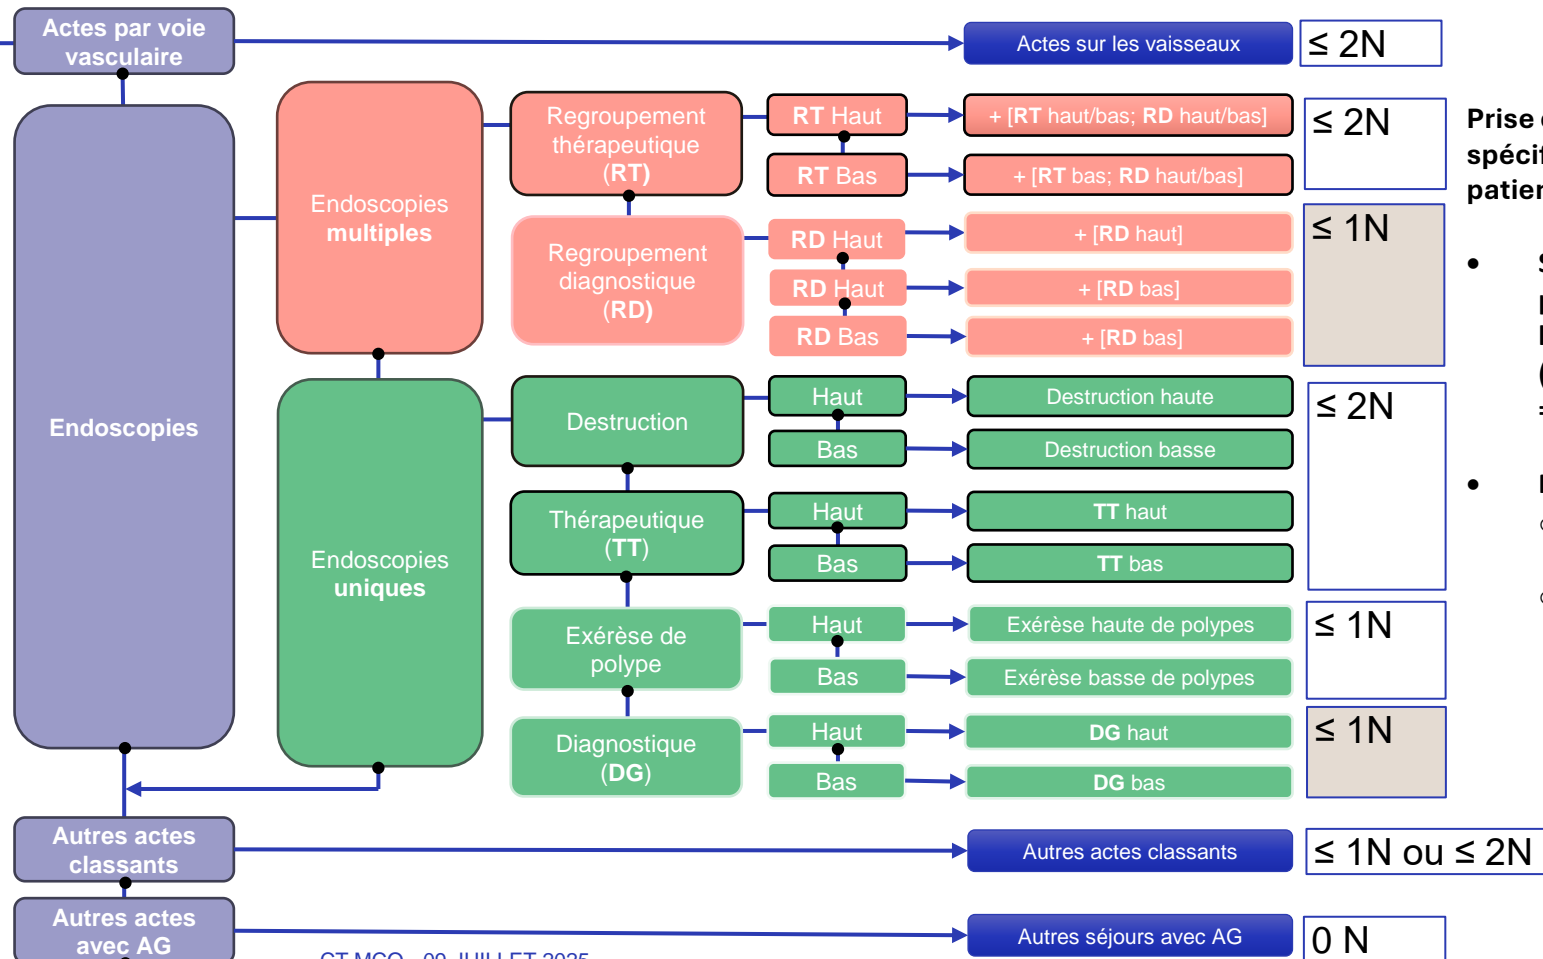 Actes par voie
vasculaire
Actes sur les vaisseaux
≤ 2N
Endoscopies
Endoscopies
multiples
Regroupement
thérapeutique
(RT)
RT Haut
+ [RT haut/bas; RD haut/bas]
≤ 2N
RT Bas
+ [RT bas; RD haut/bas]
Regroupement
diagnostique
(RD)
RD Haut
+ [RD haut]
≤ 1N
RD Haut
+ [RD bas]
RD Bas
+ [RD bas]
Endoscopies
uniques
Destruction
Haut
Destruction haute
≤ 2N
Bas
Destruction basse
Thérapeutique
(TT)
Haut
TT haut
Bas
TT bas
Exérèse de
polype
Haut
Exérèse haute de polypes
≤ 1N
Bas
Exérèse basse de polypes
Diagnostique
(DG)
Haut
DG haut
≤ 1N
Bas
DG bas
Autres actes
classants
Autres actes classants
≤ 1N ou ≤ 2N
Autres actes
avec AG
Autres séjours avec AG
0 N
Prise
spécif
patien